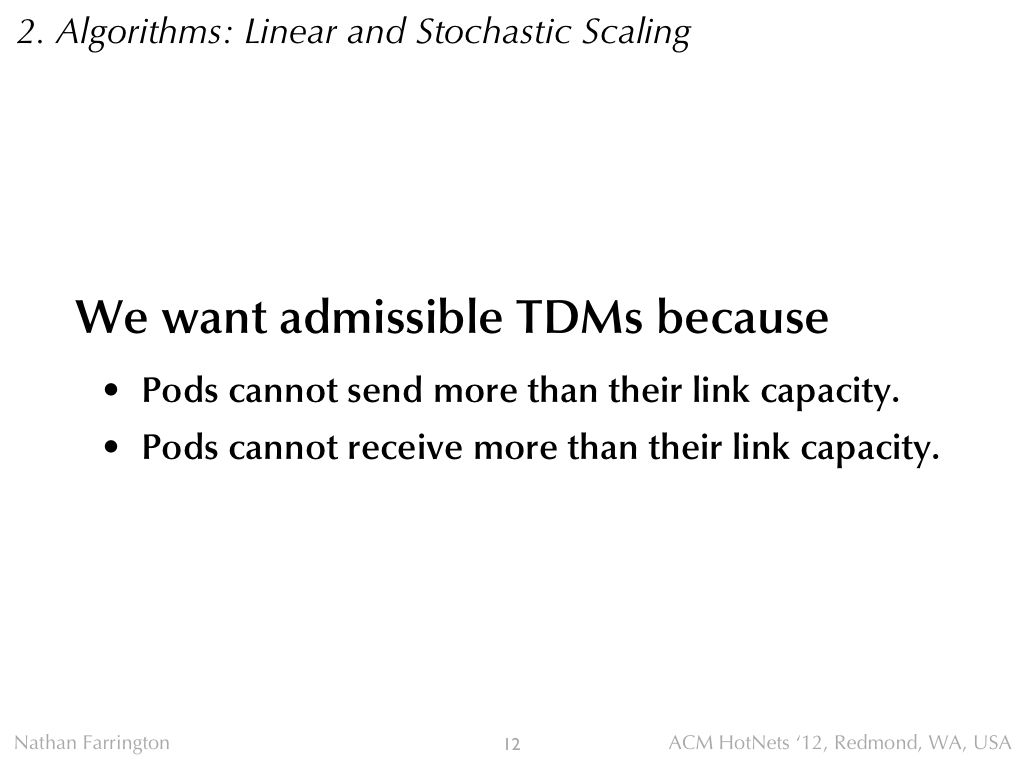 2. Algorithms: Linear and Stochastic Scaling
We want admissible TDMs because
• Pods cannot send more than their link capacity.
• Pods cannot receive more than their link capacity.
Nathan Farrington
12
ACM HotNets ‘12, Redmond, WA, USA